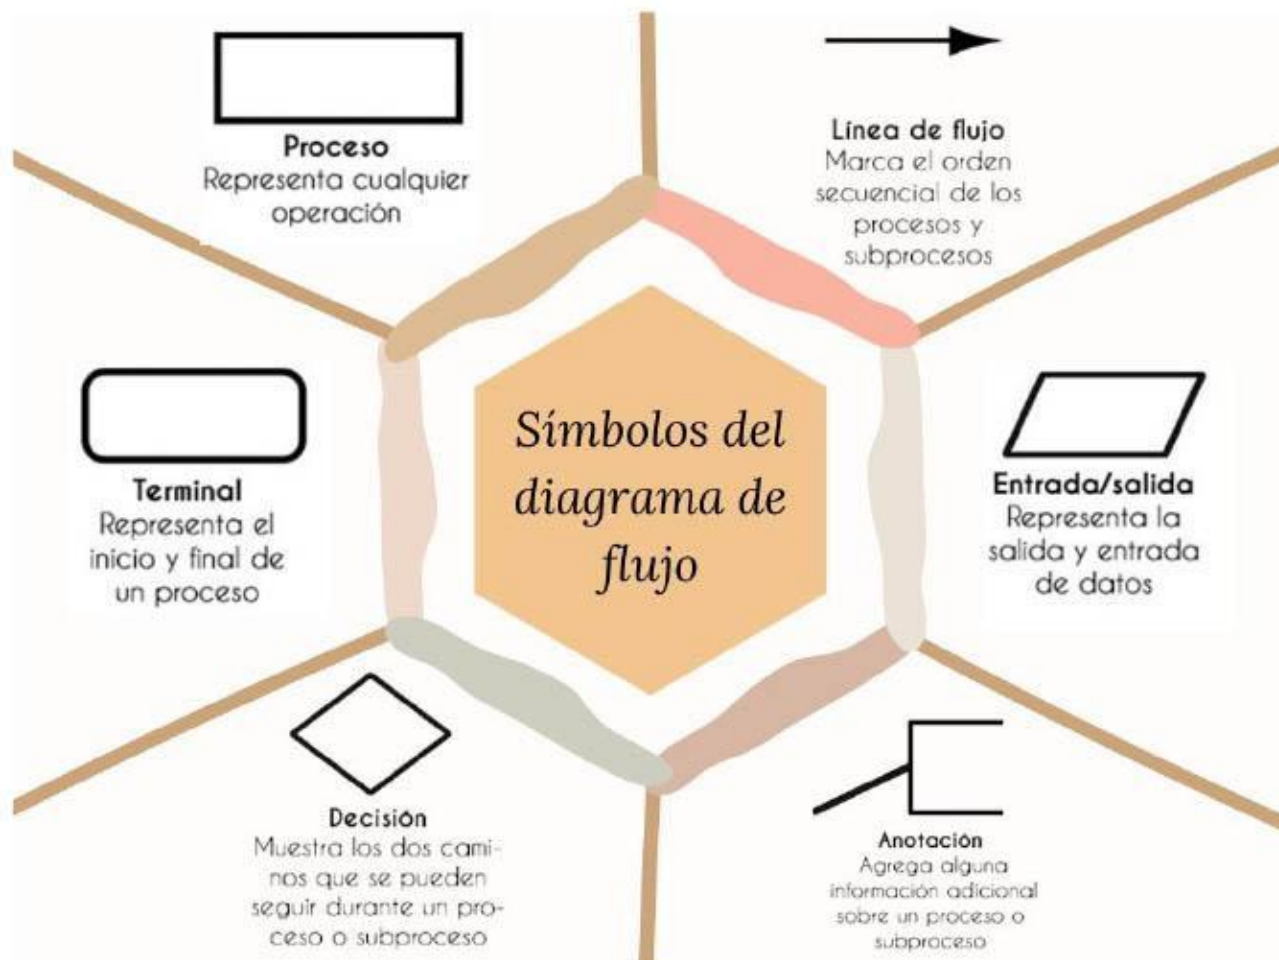 Proceso
Representa cualquier
operación
Línea de flujo
Marca el orden
secuencial de los
procesos y
subprocesos
Terminal
Representa el
inicio y final de
un proceso
Símbolos del
diagrama de
flujo
Entrada/salida
Representa la
salida y entrada
de datos
Decisión
Muestra los dos cami-
nos que se pueden
seguir durante un pro-
ceso o subproceso
Anotación
Agrega alguna
información adicional
sobre un proceso o
subproceso